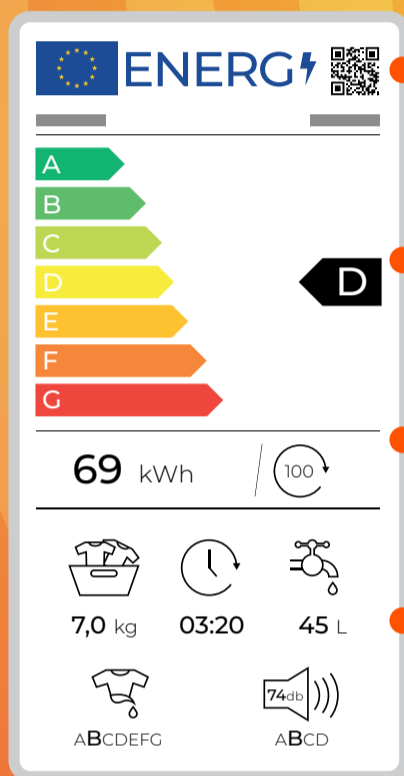 ENERG
A
B
C
D
D
E
F
G
69 kWh / 100
7,0 kg 03:20 45 L
74db
ABCDEFG ABCD